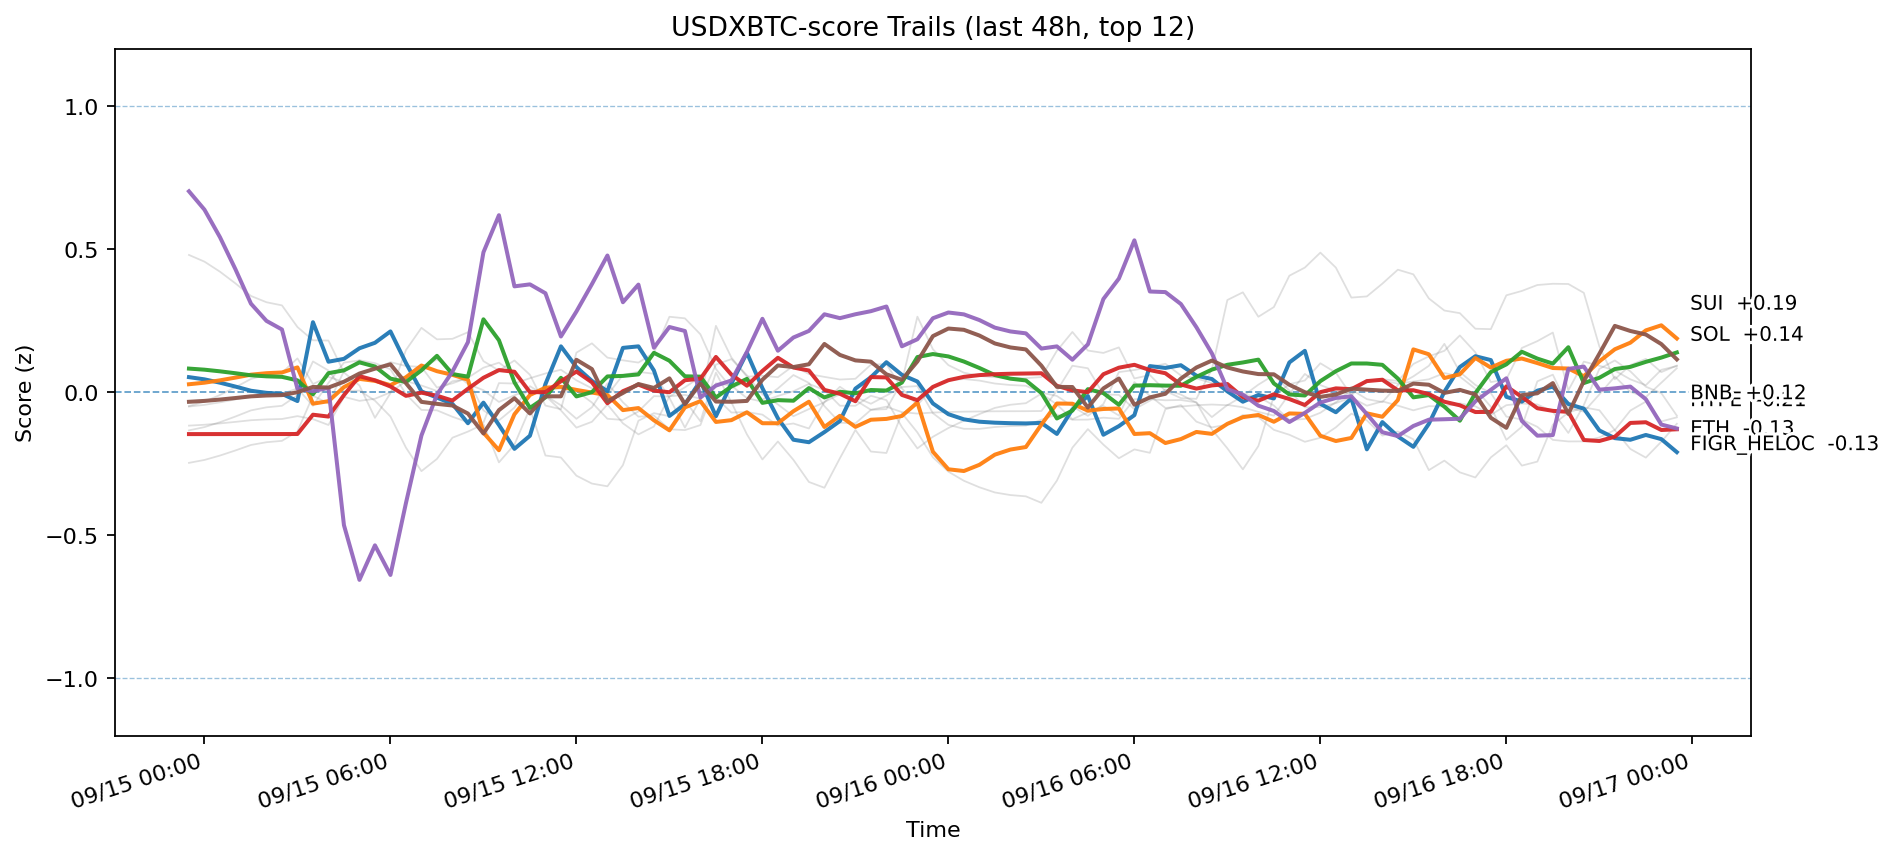 USDXBTC-score Trails (last 48h, top 12)
Score (z)
1.0
0.5
0.0
−0.5
−1.0
SUI +0.19
SOL +0.14
BNB +0.12
ETH -0.13
FIGR_HELOC -0.13
09/15 00:00
09/15 06:00
09/15 12:00
09/15 18:00
09/16 00:00
09/16 06:00
09/16 12:00
09/16 18:00
09/17 00:00
Time